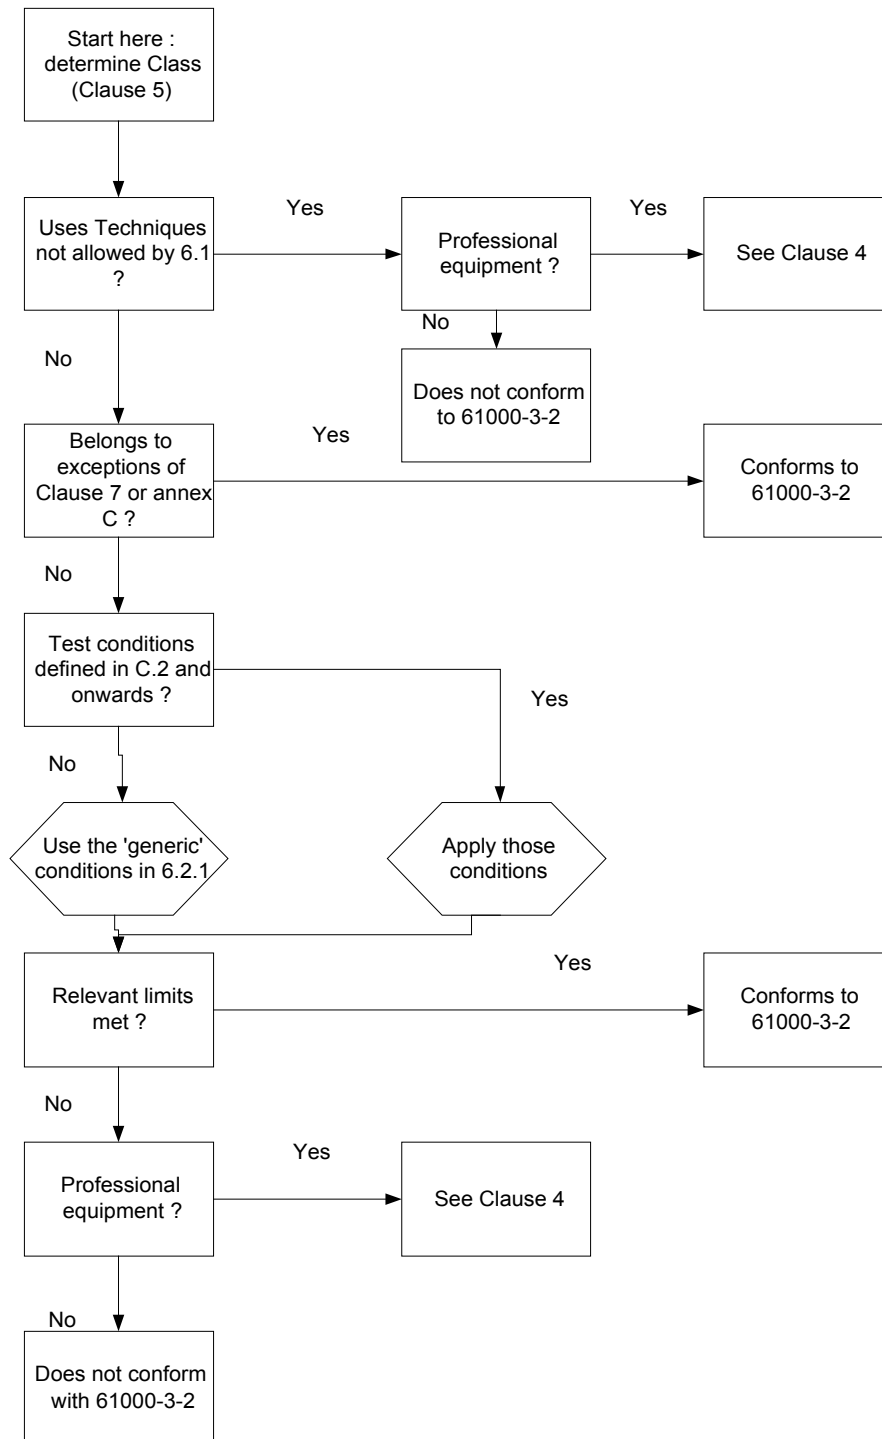 Start here :
determine Class
(Clause 5)
Yes
Yes
Uses Techniques
not allowed by 6.1
?
Professional
equipment ?
See Clause 4
No
No
Does not conform
to 61000-3-2
Yes
Belongs to
exceptions of
Clause 7 or annex
C ?
Conforms to
61000-3-2
No
Test conditions
defined in C.2 and
onwards ?
Yes
No
Use the 'generic'
conditions in 6.2.1
Apply those
conditions
Yes
Relevant limits
met ?
Conforms to
61000-3-2
No
Yes
Professional
equipment ?
See Clause 4
No
Does not conform
with 61000-3-2